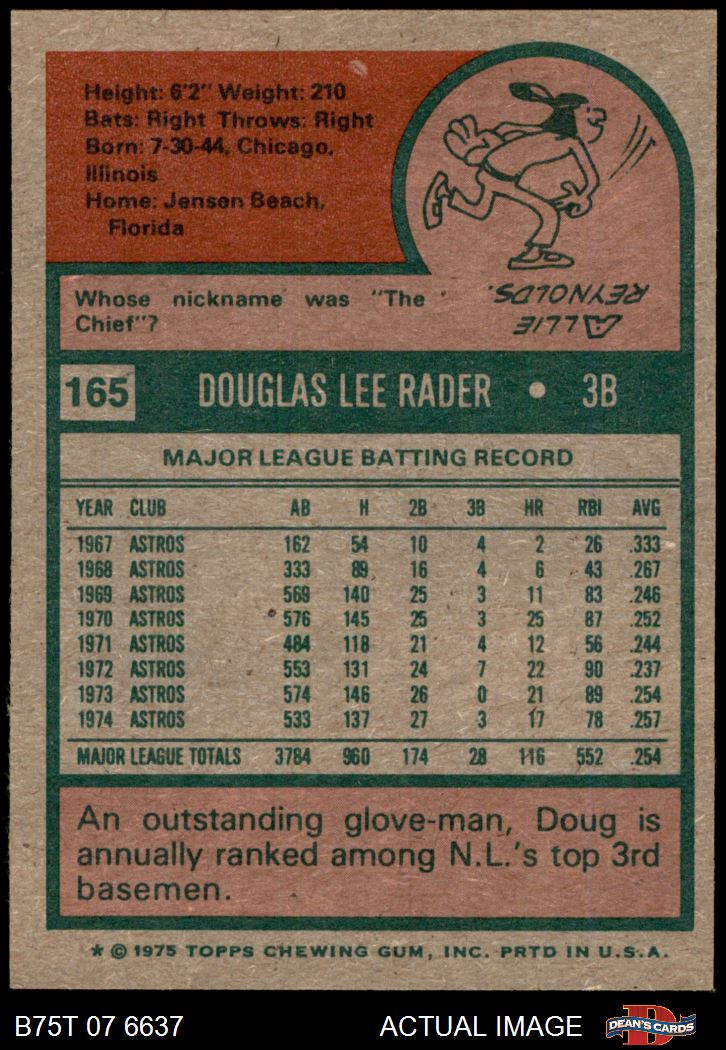 Height: 6'2" Weight: 210
Bats: Right Throws: Right
Born: 7-30-44, Chicago,
Illinois
Home: Jensen Beach,
Florida
Whose nickname was "The
Chief"?
ALLIE
REYNOLDS.
165 DOUGLAS LEE RADER • 3B
MAJOR LEAGUE BATTING RECORD
YEAR CLUB AB H 2B 3B HR RBI AVG
1967 ASTROS 162 54 10 4 2 26 .333
1968 ASTROS 333 89 16 4 6 43 .267
1969 ASTROS 569 140 25 3 11 83 .246
1970 ASTROS 576 145 25 3 25 87 .252
1971 ASTROS 484 118 21 4 12 56 .244
1972 ASTROS 553 131 24 7 22 90 .237
1973 ASTROS 574 146 26 0 21 89 .254
1974 ASTROS 533 137 27 3 17 78 .257
MAJOR LEAGUE TOTALS 3784 960 174 28 116 552 .254
An outstanding glove-man, Doug is
annually ranked among N.L.'s top 3rd
basemen.
* © 1975 TOPPS CHEWING GUM, INC. PRTD IN U.S.A.
B75T 07 6637 ACTUAL IMAGE DEAN'S CARDS